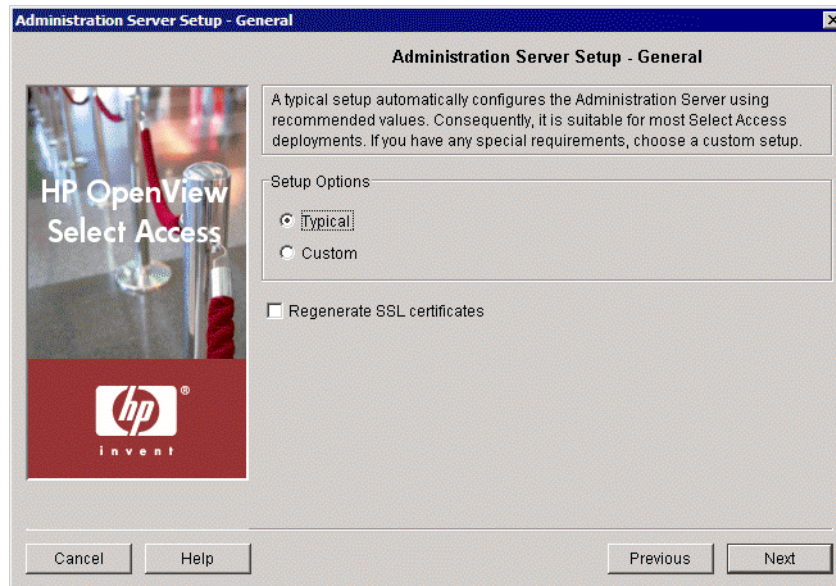 Administration Server Setup - General
Administration Server Setup - General
HP OpenView
Select Access
hp
®
invent
A typical setup automatically configures the Administration Server using
recommended values. Consequently, it is suitable for most Select Access
deployments. If you have any special requirements, choose a custom setup.
Setup Options
Typical
Custom
Regenerate SSL certificates
Cancel
Help
Previous
Next